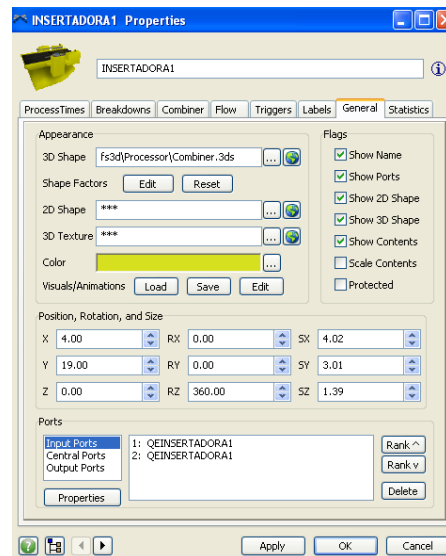 INSERTADORA1 Properties
INSERTADORA1
ProcessTimes Breakdowns Combiner Flow Triggers Labels General Statistics
Appearance
3D Shape fs3d\Processor\Combiner.3ds ...
Shape Factors Edit Reset
2D Shape *** ...
3D Texture *** ...
Color ...
Visuals/Animations Load Save Edit
Flags
Show Name
Show Ports
Show 2D Shape
Show 3D Shape
Show Contents
Scale Contents
Protected
Position, Rotation, and Size
X 4.00 RX 0.00 SX 4.02
Y 19.00 RY 0.00 SY 3.01
Z 0.00 RZ 360.00 SZ 1.39
Ports
Input Ports
Central Ports
Output Ports
Properties
1: QEINSERTADORA1
2: QEINSERTADORA1
Rank ^
Rank v
Delete
Apply OK Cancel